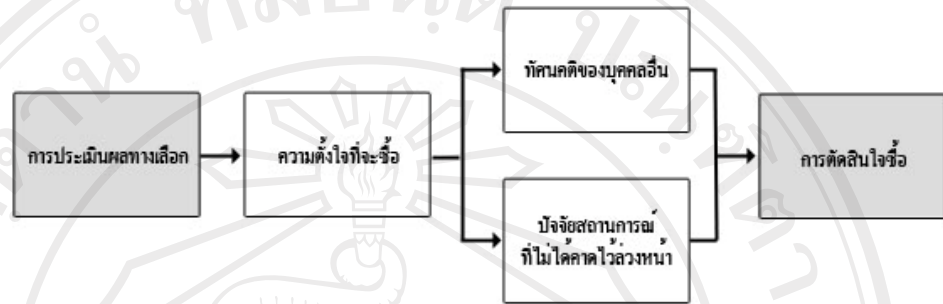 ทัศนคติของบุคคลอื่น
การประเมินผลทางเลือก
ความตั้งใจที่จะซื้อ
การตัดสินใจซื้อ
ปัจจัยสถานการณ์
ที่ไม่ได้คาดไว้ล่วงหน้า